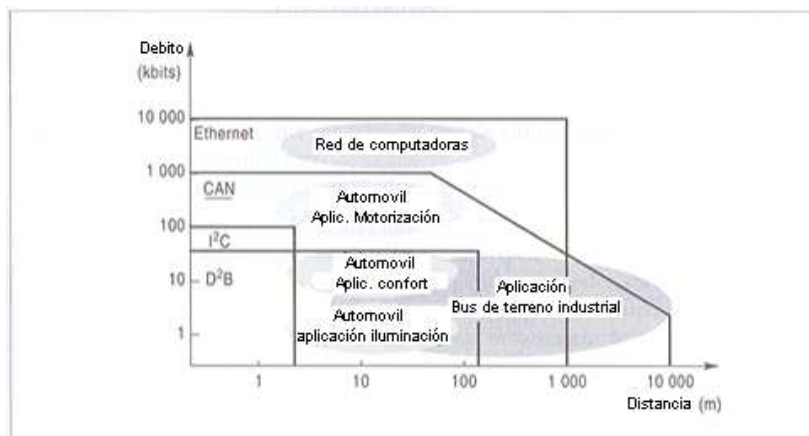 Debito
(kbits)
10 000
Ethernet
Red de computadoras
1 000
CAN
Automovil
Aplic. Motorización
100
I²C
Automovil
Aplic. confort
D²B
10
Aplicación
Bus de terreno industrial
Automovil
aplicación iluminación
1
1 10 100 1 000 10 000
Distancia (m)